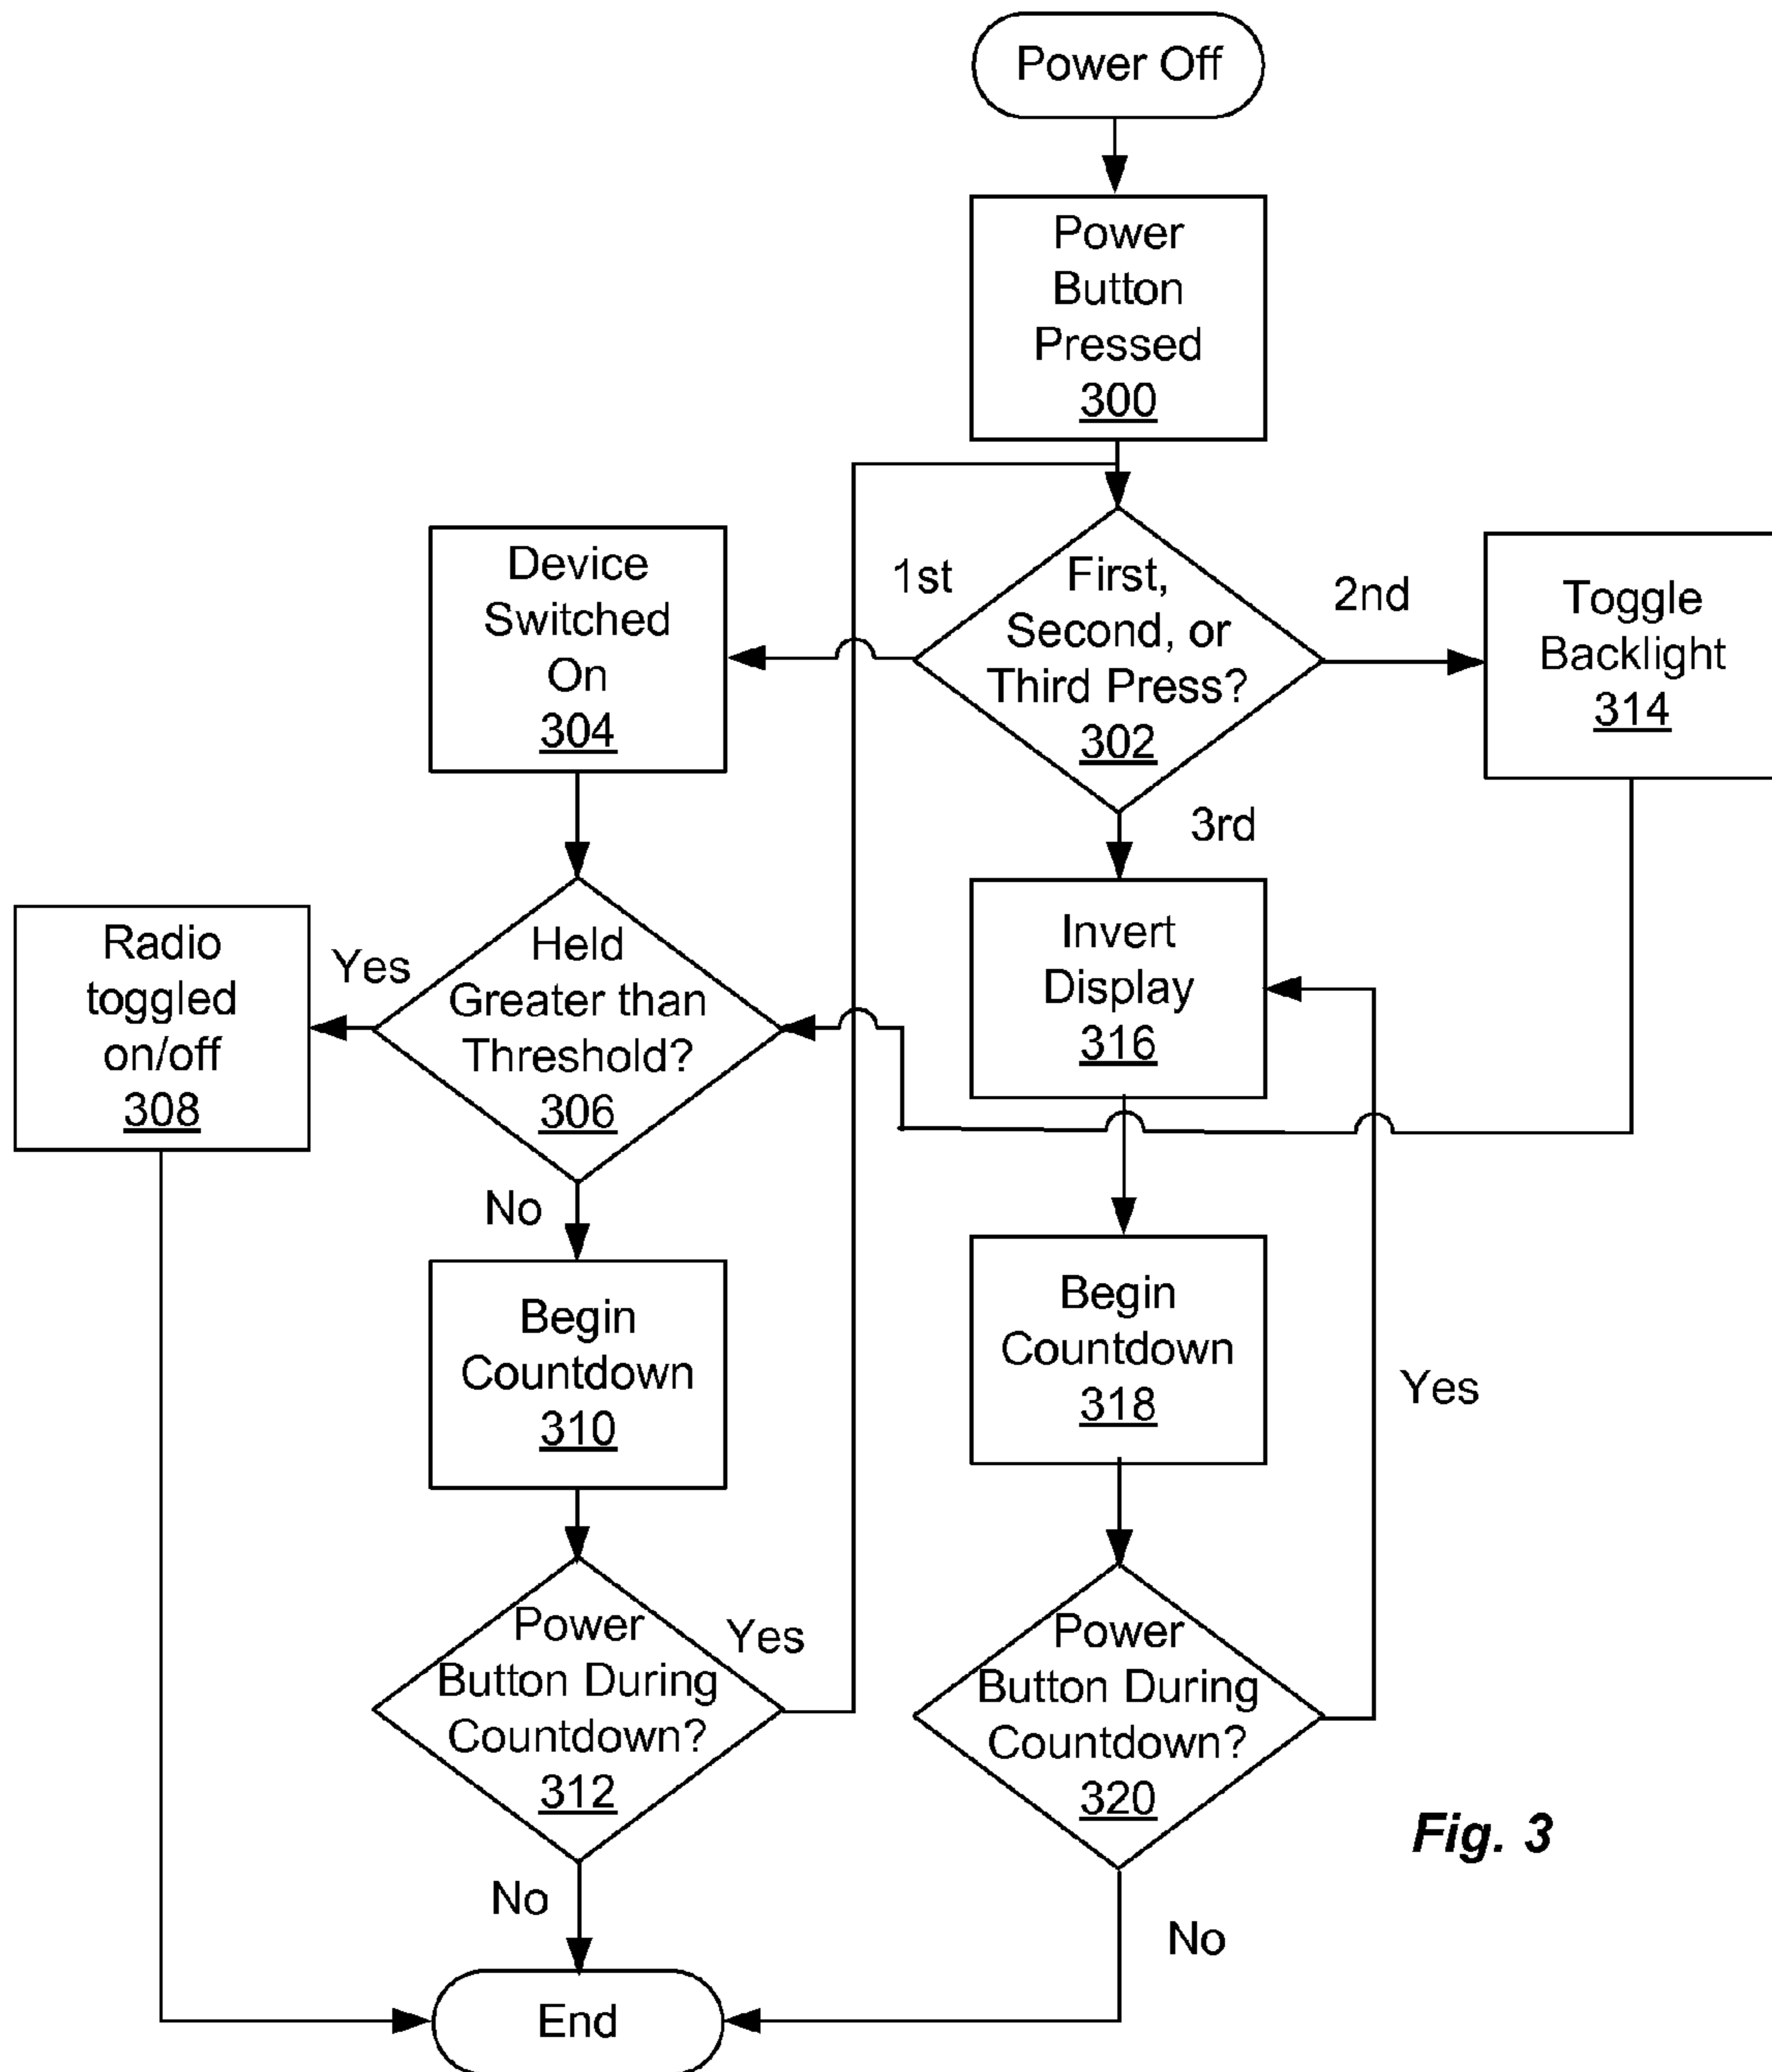 Power Off
Power
Button
Pressed
300
First,
Second, or
Third Press?
302
1st
2nd
3rd
Device
Switched
On
304
Toggle
Backlight
314
Held
Greater than
Threshold?
306
Yes
Radio
toggled
on/off
308
Invert
Display
316
No
Begin
Countdown
310
Begin
Countdown
318
Yes
Power
Button During
Countdown?
312
Yes
Power
Button During
Countdown?
320
No
No
End
Fig. 3